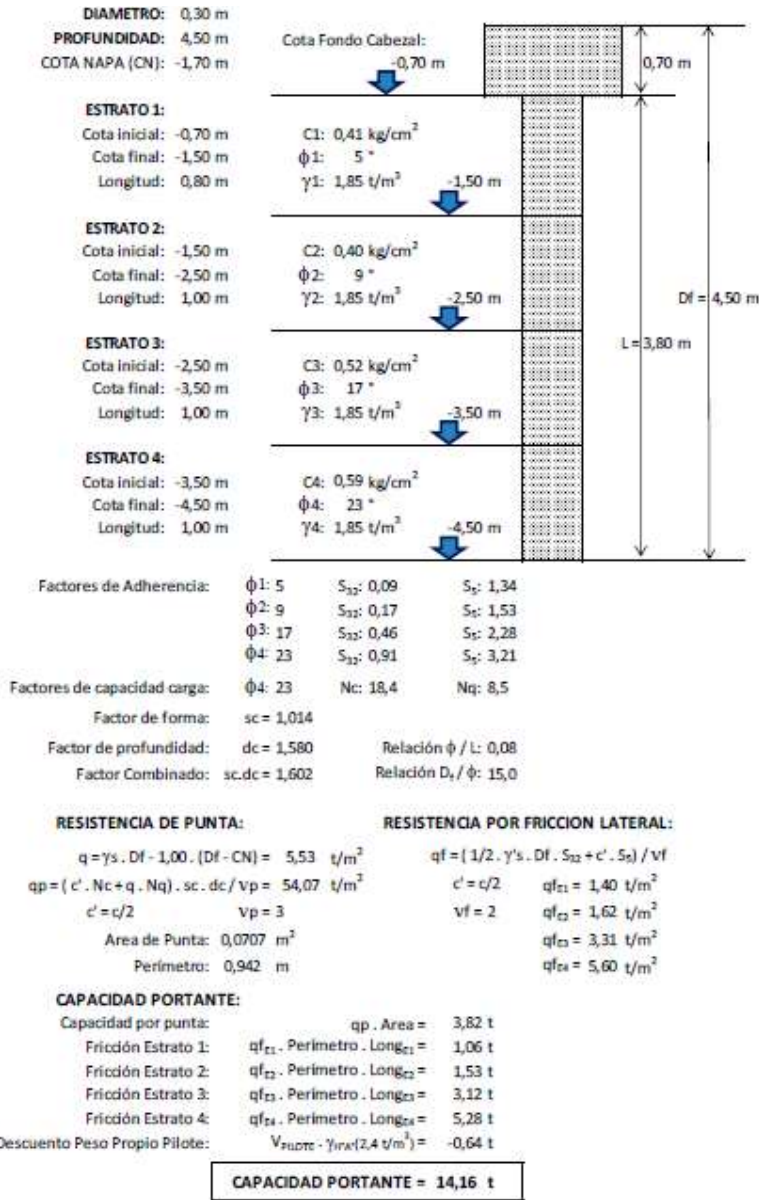 DIAMETRO: 0,30 m
PROFUNDIDAD: 4,50 m
COTA NAPA (CN): -1,70 m
Cota Fondo Cabezal:
-0,70 m
0,70 m
ESTRATO 1:
Cota inicial: -0,70 m C1: 0,41 kg/cm²
Cota final: -1,50 m ϕ1: 5 °
Longitud: 0,80 m γ1: 1,85 t/m³ -1,50 m
ESTRATO 2:
Cota inicial: -1,50 m C2: 0,40 kg/cm²
Cota final: -2,50 m ϕ2: 9 °
Longitud: 1,00 m γ2: 1,85 t/m³ -2,50 m
Df = 4,50 m
L = 3,80 m
ESTRATO 3:
Cota inicial: -2,50 m C3: 0,52 kg/cm²
Cota final: -3,50 m ϕ3: 17 °
Longitud: 1,00 m γ3: 1,85 t/m³ -3,50 m
ESTRATO 4:
Cota inicial: -3,50 m C4: 0,59 kg/cm²
Cota final: -4,50 m ϕ4: 23 °
Longitud: 1,00 m γ4: 1,85 t/m³ -4,50 m
Factores de Adherencia: ϕ1: 5 S₃₂: 0,09 S₅: 1,34
ϕ2: 9 S₃₂: 0,17 S₅: 1,53
ϕ3: 17 S₃₂: 0,46 S₅: 2,28
ϕ4: 23 S₃₂: 0,91 S₅: 3,21
Factores de capacidad carga: ϕ4: 23 Nc: 18,4 Nq: 8,5
Factor de forma: sc = 1,014
Factor de profundidad: dc = 1,580 Relación ϕ / L: 0,08
Factor Combinado: sc.dc = 1,602 Relación Df / ϕ: 15,0
RESISTENCIA DE PUNTA: RESISTENCIA POR FRICCION LATERAL:
q = γs . Df - 1,00 . (Df - CN) = 5,53 t/m² qf = ( 1/2 . γ's . Df . S₃₂ + c' . S₅) / νf
qp = ( c' . Nc + q . Nq) . sc . dc / νp = 54,07 t/m² c' = c/2 qfE1 = 1,40 t/m²
c' = c/2 νp = 3 νf = 2 qfE2 = 1,62 t/m²
Area de Punta: 0,0707 m² qfE3 = 3,31 t/m²
Perímetro: 0,942 m qfE4 = 5,60 t/m²
CAPACIDAD PORTANTE:
Capacidad por punta: qp . Area = 3,82 t
Fricción Estrato 1: qfE1 . Perímetro . LongE1 = 1,06 t
Fricción Estrato 2: qfE2 . Perímetro . LongE2 = 1,53 t
Fricción Estrato 3: qfE3 . Perímetro . LongE3 = 3,12 t
Fricción Estrato 4: qfE4 . Perímetro . LongE4 = 5,28 t
Descuento Peso Propio Pilote: VPILOTE . γHºAº(2,4 t/m³) = -0,64 t
CAPACIDAD PORTANTE = 14,16 t